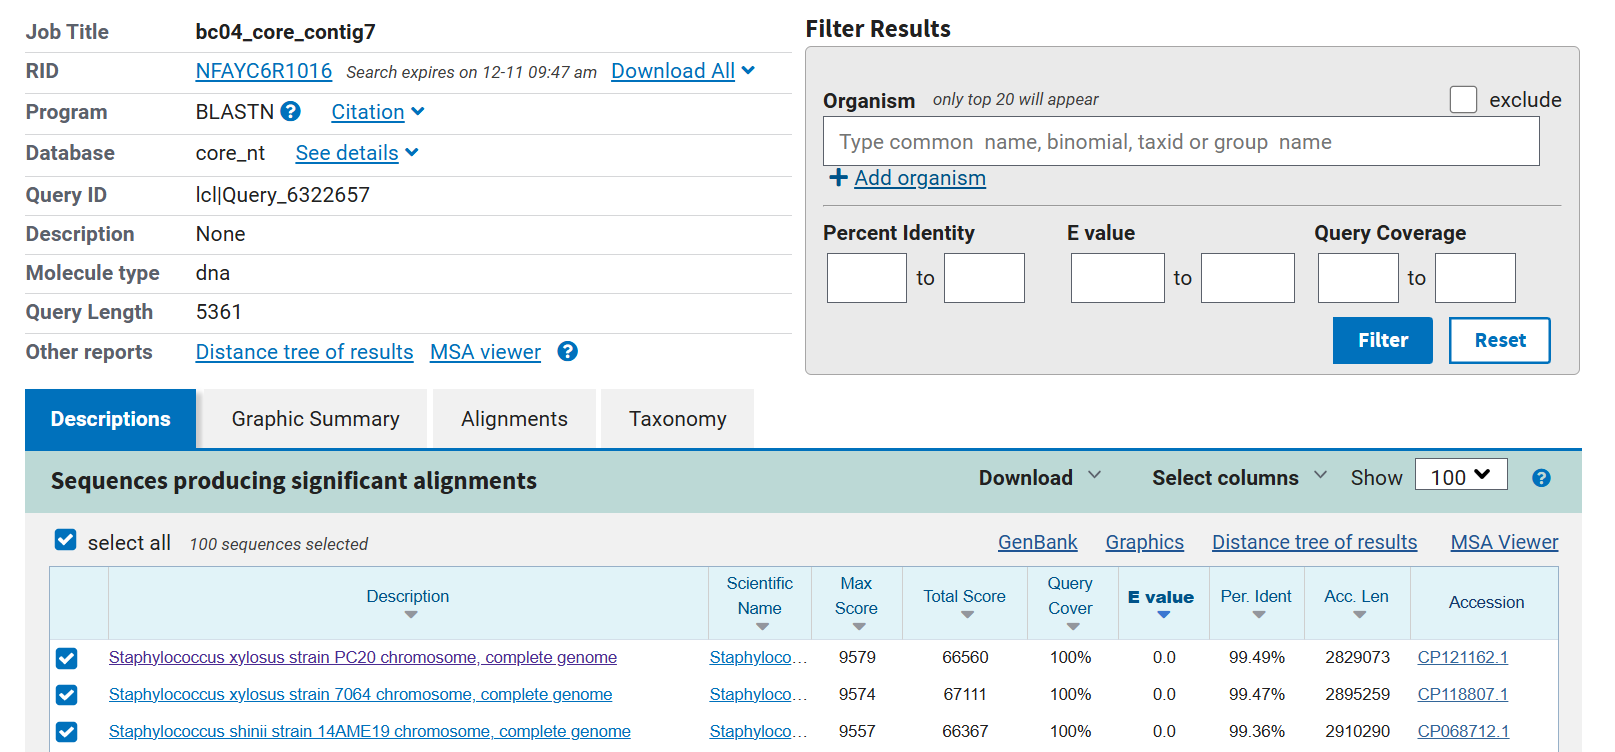 Job Title bc04_core_contig7
RID NFAYC6R1016 Search expires on 12-11 09:47 am Download All
Program BLASTN ? Citation
Database core_nt See details
Query ID lcl|Query_6322657
Description None
Molecule type dna
Query Length 5361
Other reports Distance tree of results MSA viewer ?
Filter Results
Organism only top 20 will appear exclude
Type common name, binomial, taxid or group name
+ Add organism
Percent Identity E value Query Coverage
to to to
Filter Reset
Descriptions Graphic Summary Alignments Taxonomy
Sequences producing significant alignments Download Select columns Show 100 ?
select all 100 sequences selected GenBank Graphics Distance tree of results MSA Viewer
Description Scientific Name Max Score Total Score Query Cover E value Per. Ident Acc. Len Accession
Staphylococcus xylosus strain PC20 chromosome, complete genome Staphyloco... 9579 66560 100% 0.0 99.49% 2829073 CP121162.1
Staphylococcus xylosus strain 7064 chromosome, complete genome Staphyloco... 9574 67111 100% 0.0 99.47% 2895259 CP118807.1
Staphylococcus shinii strain 14AME19 chromosome, complete genome Staphyloco... 9557 66367 100% 0.0 99.36% 2910290 CP068712.1